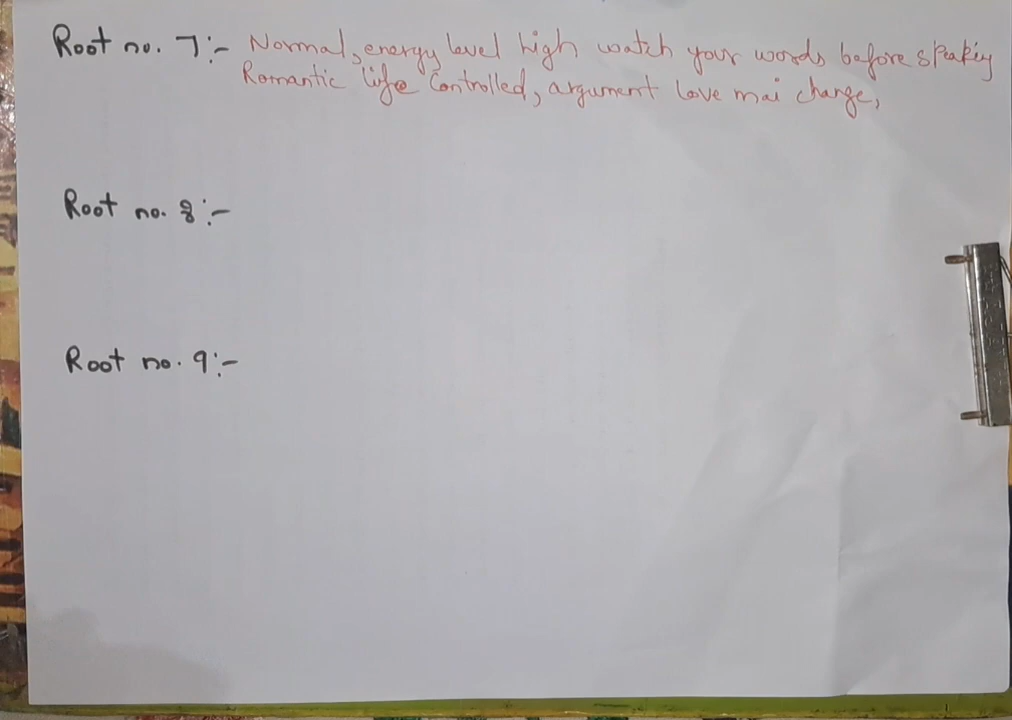 Root no. 7:- Normal, energy level high watch your words before speaking
Romantic life controlled, argument love mai change,
Root no. 8:-
Root no. 9:-